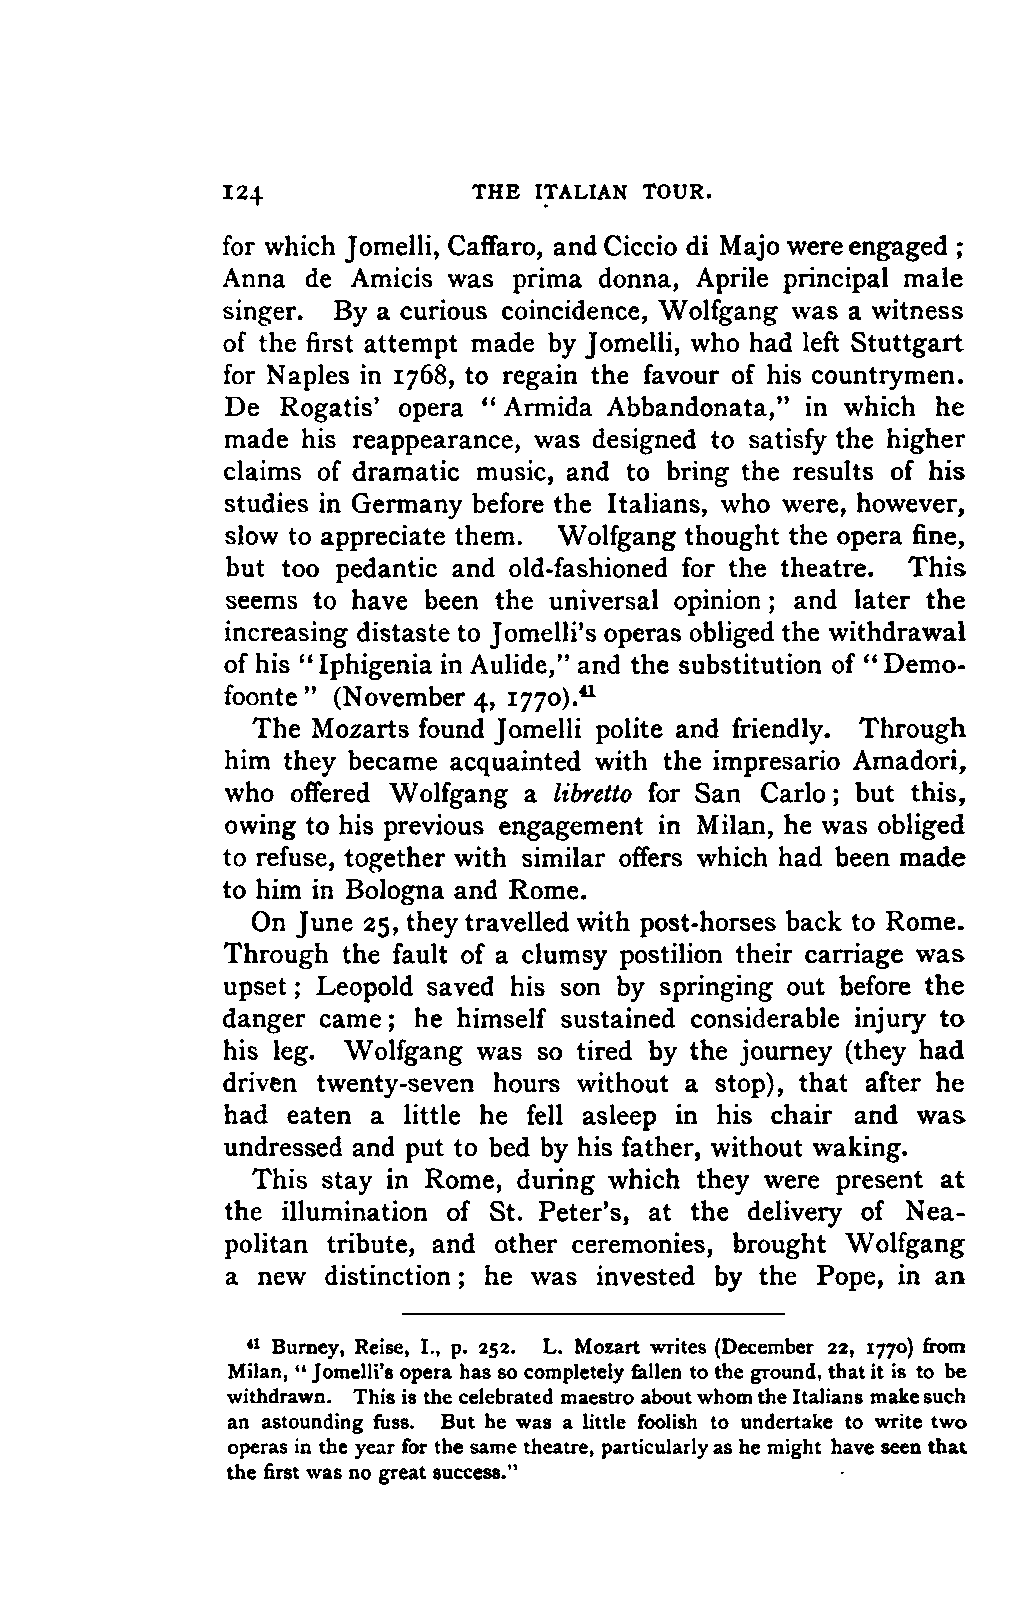 124 THE ITALIAN TOUR.
for which Jomelli, Caffaro, and Ciccio di Majo were engaged ;
Anna de Amicis was prima donna, Aprile principal male
singer. By a curious coincidence, Wolfgang was a witness
of the first attempt made by Jomelli, who had left Stuttgart
for Naples in 1768, to regain the favour of his countrymen.
De Rogatis' opera " Armida Abbandonata," in which he
made his reappearance, was designed to satisfy the higher
claims of dramatic music, and to bring the results of his
studies in Germany before the Italians, who were, however,
slow to appreciate them. Wolfgang thought the opera fine,
but too pedantic and old-fashioned for the theatre. This
seems to have been the universal opinion ; and later the
increasing distaste to Jomelli's operas obliged the withdrawal
of his " Iphigenia in Aulide," and the substitution of " Demo-
foonte " (November 4, 1770).41
The Mozarts found Jomelli polite and friendly. Through
him they became acquainted with the impresario Amadori,
who offered Wolfgang a libretto for San Carlo ; but this,
owing to his previous engagement in Milan, he was obliged
to refuse, together with similar offers which had been made
to him in Bologna and Rome.
On June 25, they travelled with post-horses back to Rome.
Through the fault of a clumsy postilion their carriage was
upset ; Leopold saved his son by springing out before the
danger came ; he himself sustained considerable injury to
his leg. Wolfgang was so tired by the journey (they had
driven twenty-seven hours without a stop), that after he
had eaten a little he fell asleep in his chair and was
undressed and put to bed by his father, without waking.
This stay in Rome, during which they were present at
the illumination of St. Peter's, at the delivery of Nea-
politan tribute, and other ceremonies, brought Wolfgang
a new distinction ; he was invested by the Pope, in an
41 Burney, Reise, I., p. 252. L. Mozart writes (December 22, 1770) from
Milan, " Jomelli's opera has so completely fallen to the ground, that it is to be
withdrawn. This is the celebrated maestro about whom the Italians make such
an astounding fuss. But he was a little foolish to undertake to write two
operas in the year for the same theatre, particularly as he might have seen that
the first was no great success."